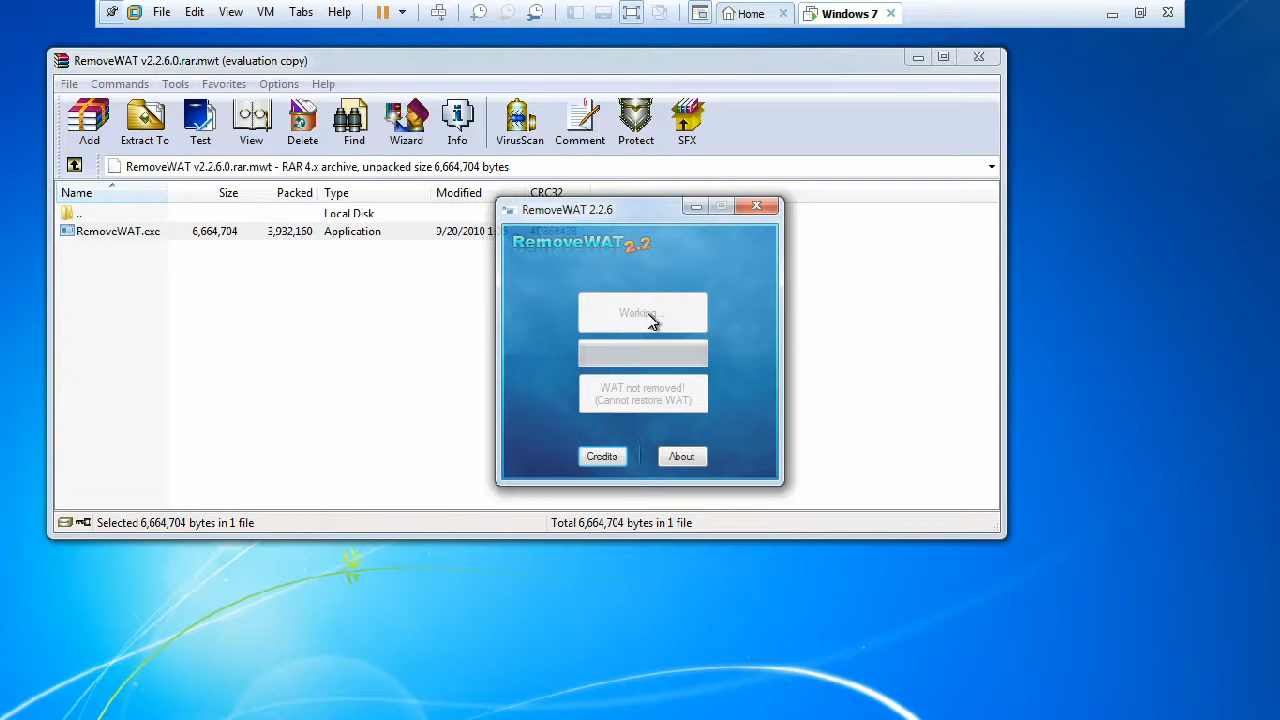 File Edit View VM Tabs Help Home Windows 7
RemoveWAT v2.2.6.0.rar.mwt (evaluation copy)
File Commands Tools Favorites Options Help
Add Extract To Test View Delete Find Wizard Info VirusScan Comment Protect SFX
RemoveWAT v2.2.6.0.rar.mwt - RAR 4.x archive, unpacked size 6,664,704 bytes
Name Size Packed Type Modified CRC32
.. Local Disk
RemoveWAT.exe 6,664,704 3,932,160 Application 9/20/2010
RemoveWAT 2.2.6
RemoveWAT 2.2
Working...
WAT not removed!
(Cannot restore WAT)
Credits About
Selected 6,664,704 bytes in 1 file Total 6,664,704 bytes in 1 file